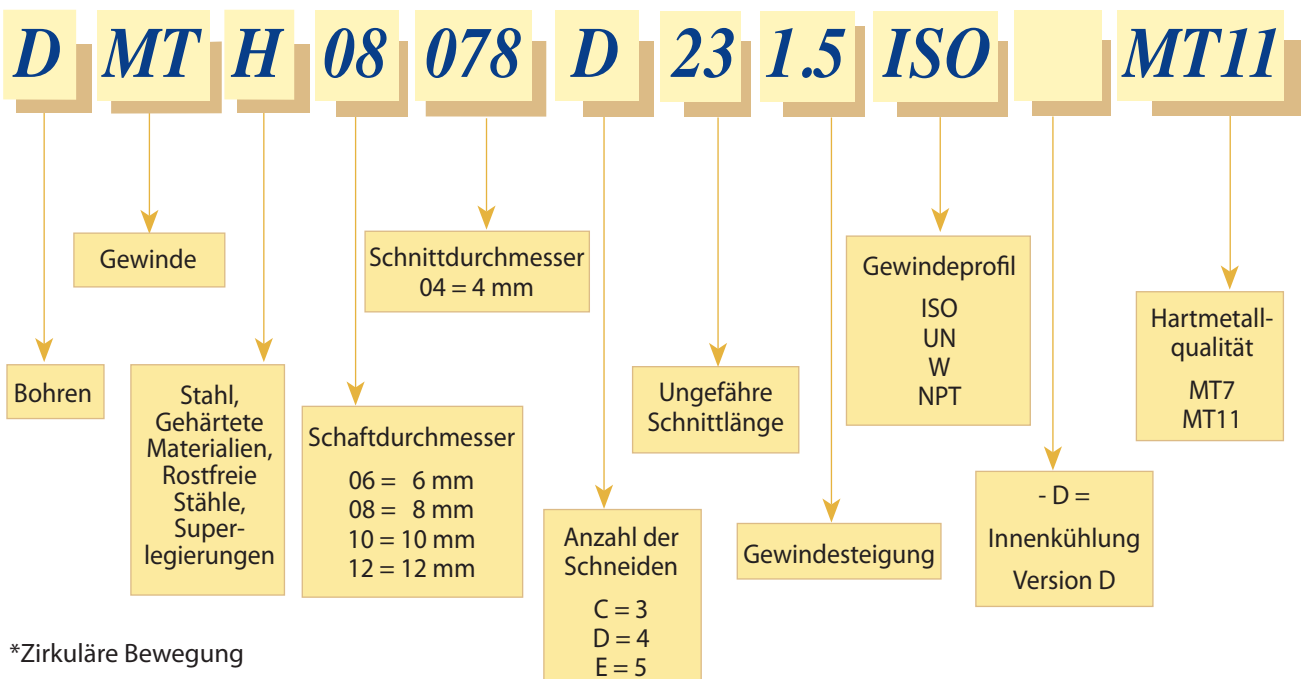 D MT H 08 078 D 23 1.5 ISO MT11
Gewinde
Schnittdurchmesser
04 = 4 mm
Gewindeprofil
ISO
UN
W
NPT
Hartmetall-
qualität
MT7
MT11
Bohren
Stahl,
Gehärtete
Materialien,
Rostfreie
Stähle,
Super-
legierungen
Schaftdurchmesser
06 = 6 mm
08 = 8 mm
10 = 10 mm
12 = 12 mm
Ungefähre
Schnittlänge
Anzahl der
Schneiden
C = 3
D = 4
E = 5
Gewindesteigung
- D =
Innenkühlung
Version D
*Zirkuläre Bewegung